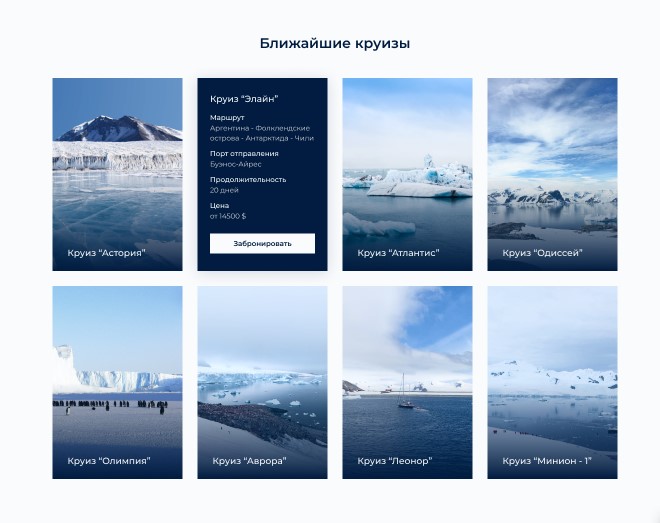 Ближайшие круизы
Круиз “Астория”
Круиз “Элайн”
Маршрут
Аргентина - Фолклендские
острова - Антарктида - Чили
Порт отправления
Буэнос-Айрес
Продолжительность
20 дней
Цена
от 14500 $
Забронировать
Круиз “Атлантис”
Круиз “Одиссей”
Круиз “Олимпия”
Круиз “Аврора”
Круиз “Леонор”
Круиз “Минион - 1”